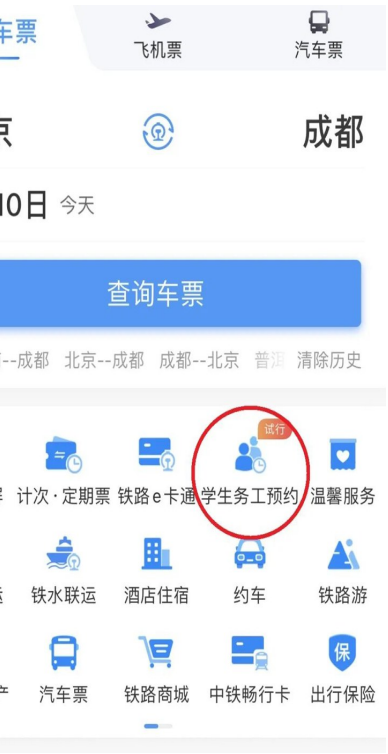 车票
飞机票
汽车票
京
成都
10日 今天
查询车票
--成都 北京--成都 成都--北京 普洱 清除历史
试行
计次·定期票 铁路e卡通 学生务工预约 温馨服务
铁水联运 酒店住宿 约车 铁路游
保
汽车票 铁路商城 中铁畅行卡 出行保险